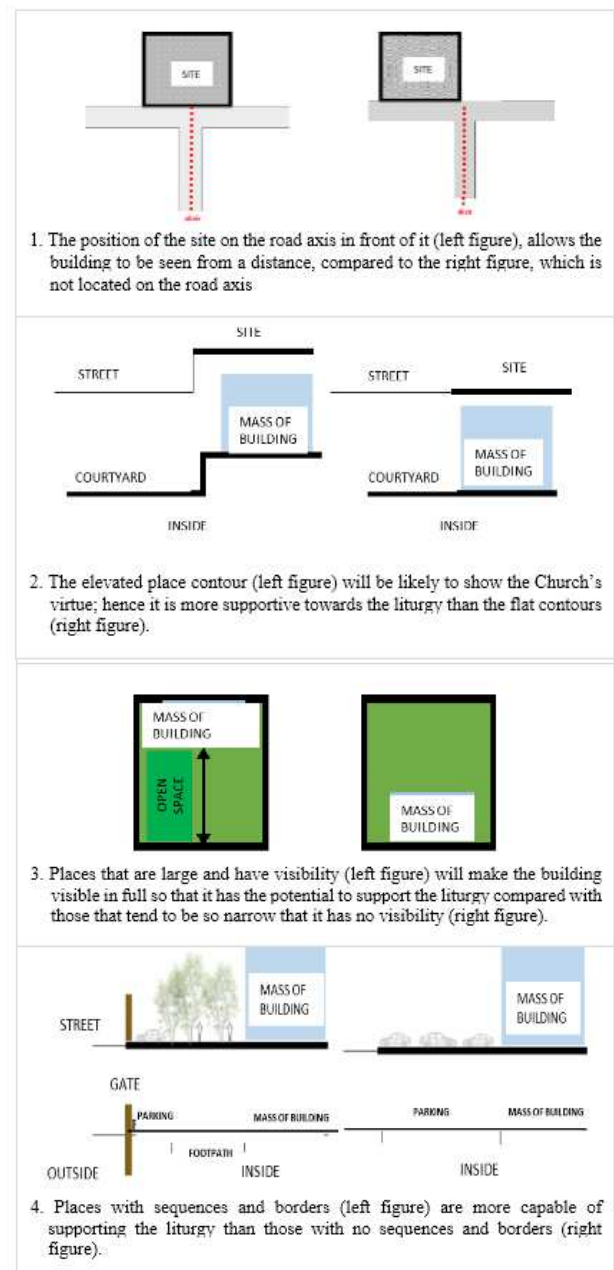 SITE
SITE
1. The position of the site on the road axis in front of it (left figure), allows the
building to be seen from a distance, compared to the right figure, which is
not located on the road axis
SITE
STREET
STREET
SITE
MASS OF
BUILDING
MASS OF
BUILDING
COURTYARD
COURTYARD
INSIDE
INSIDE
2. The elevated place contour (left figure) will be likely to show the Church's
virtue; hence it is more supportive towards the liturgy than the flat contours
(right figure).
MASS OF
BUILDING
OPEN
SPACE
MASS OF
BUILDING
3. Places that are large and have visibility (left figure) will make the building
visible in full so that it has the potential to support the liturgy compared with
those that tend to be so narrow that it has no visibility (right figure).
MASS OF
BUILDING
MASS OF
BUILDING
STREET
GATE
PARKING
MASS OF BUILDING
PARKING
MASS OF BUILDING
FOOTPATH
OUTSIDE
INSIDE
INSIDE
4. Places with sequences and borders (left figure) are more capable of
supporting the liturgy than those with no sequences and borders (right
figure).